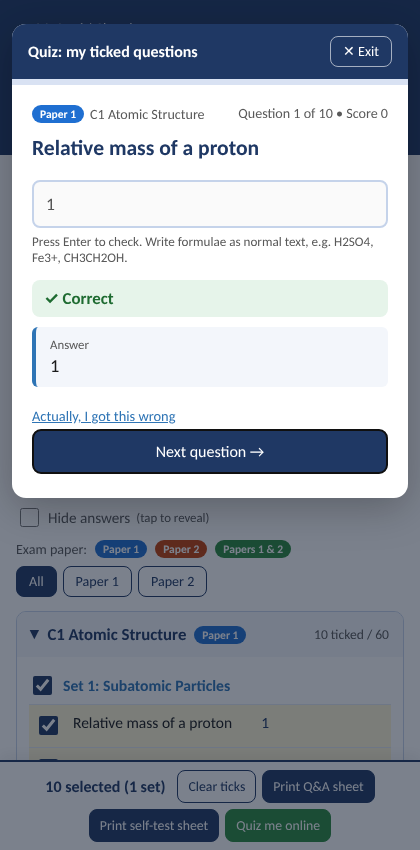 Quiz: my ticked questions
✕ Exit
Paper 1 C1 Atomic Structure Question 1 of 10 • Score 0
Relative mass of a proton
1
Press Enter to check. Write formulae as normal text, e.g. H2SO4,
Fe3+, CH3CH2OH.
✓ Correct
Answer
1
Actually, I got this wrong
Next question →
Hide answers (tap to reveal)
Exam paper: Paper 1 Paper 2 Papers 1 & 2
All Paper 1 Paper 2
▼ C1 Atomic Structure Paper 1 10 ticked / 60
Set 1: Subatomic Particles
Relative mass of a proton 1
10 selected (1 set) Clear ticks Print Q&A sheet
Print self-test sheet Quiz me online